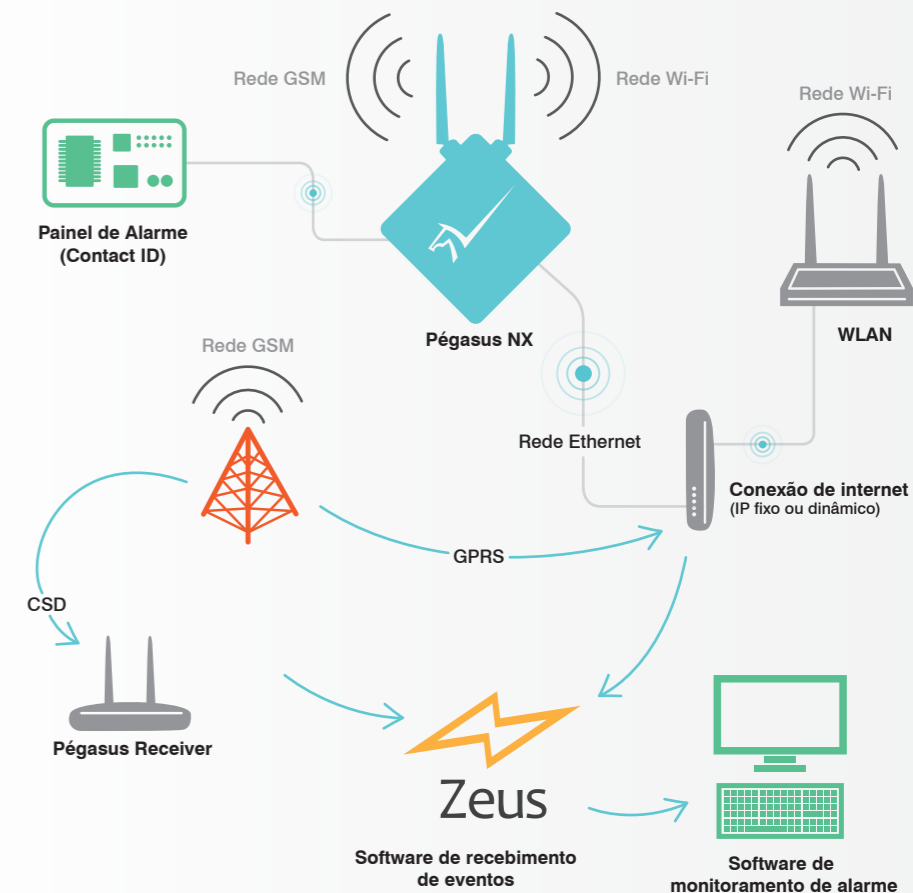 Rede GSM
Rede Wi-Fi
Rede Wi-Fi
Painel de Alarme
(Contact ID)
Pégasus NX
WLAN
Rede GSM
Rede Ethernet
Conexão de internet
(IP fixo ou dinâmico)
GPRS
CSD
Pégasus Receiver
Zeus
Software de recebimento
de eventos
Software de
monitoramento de alarme